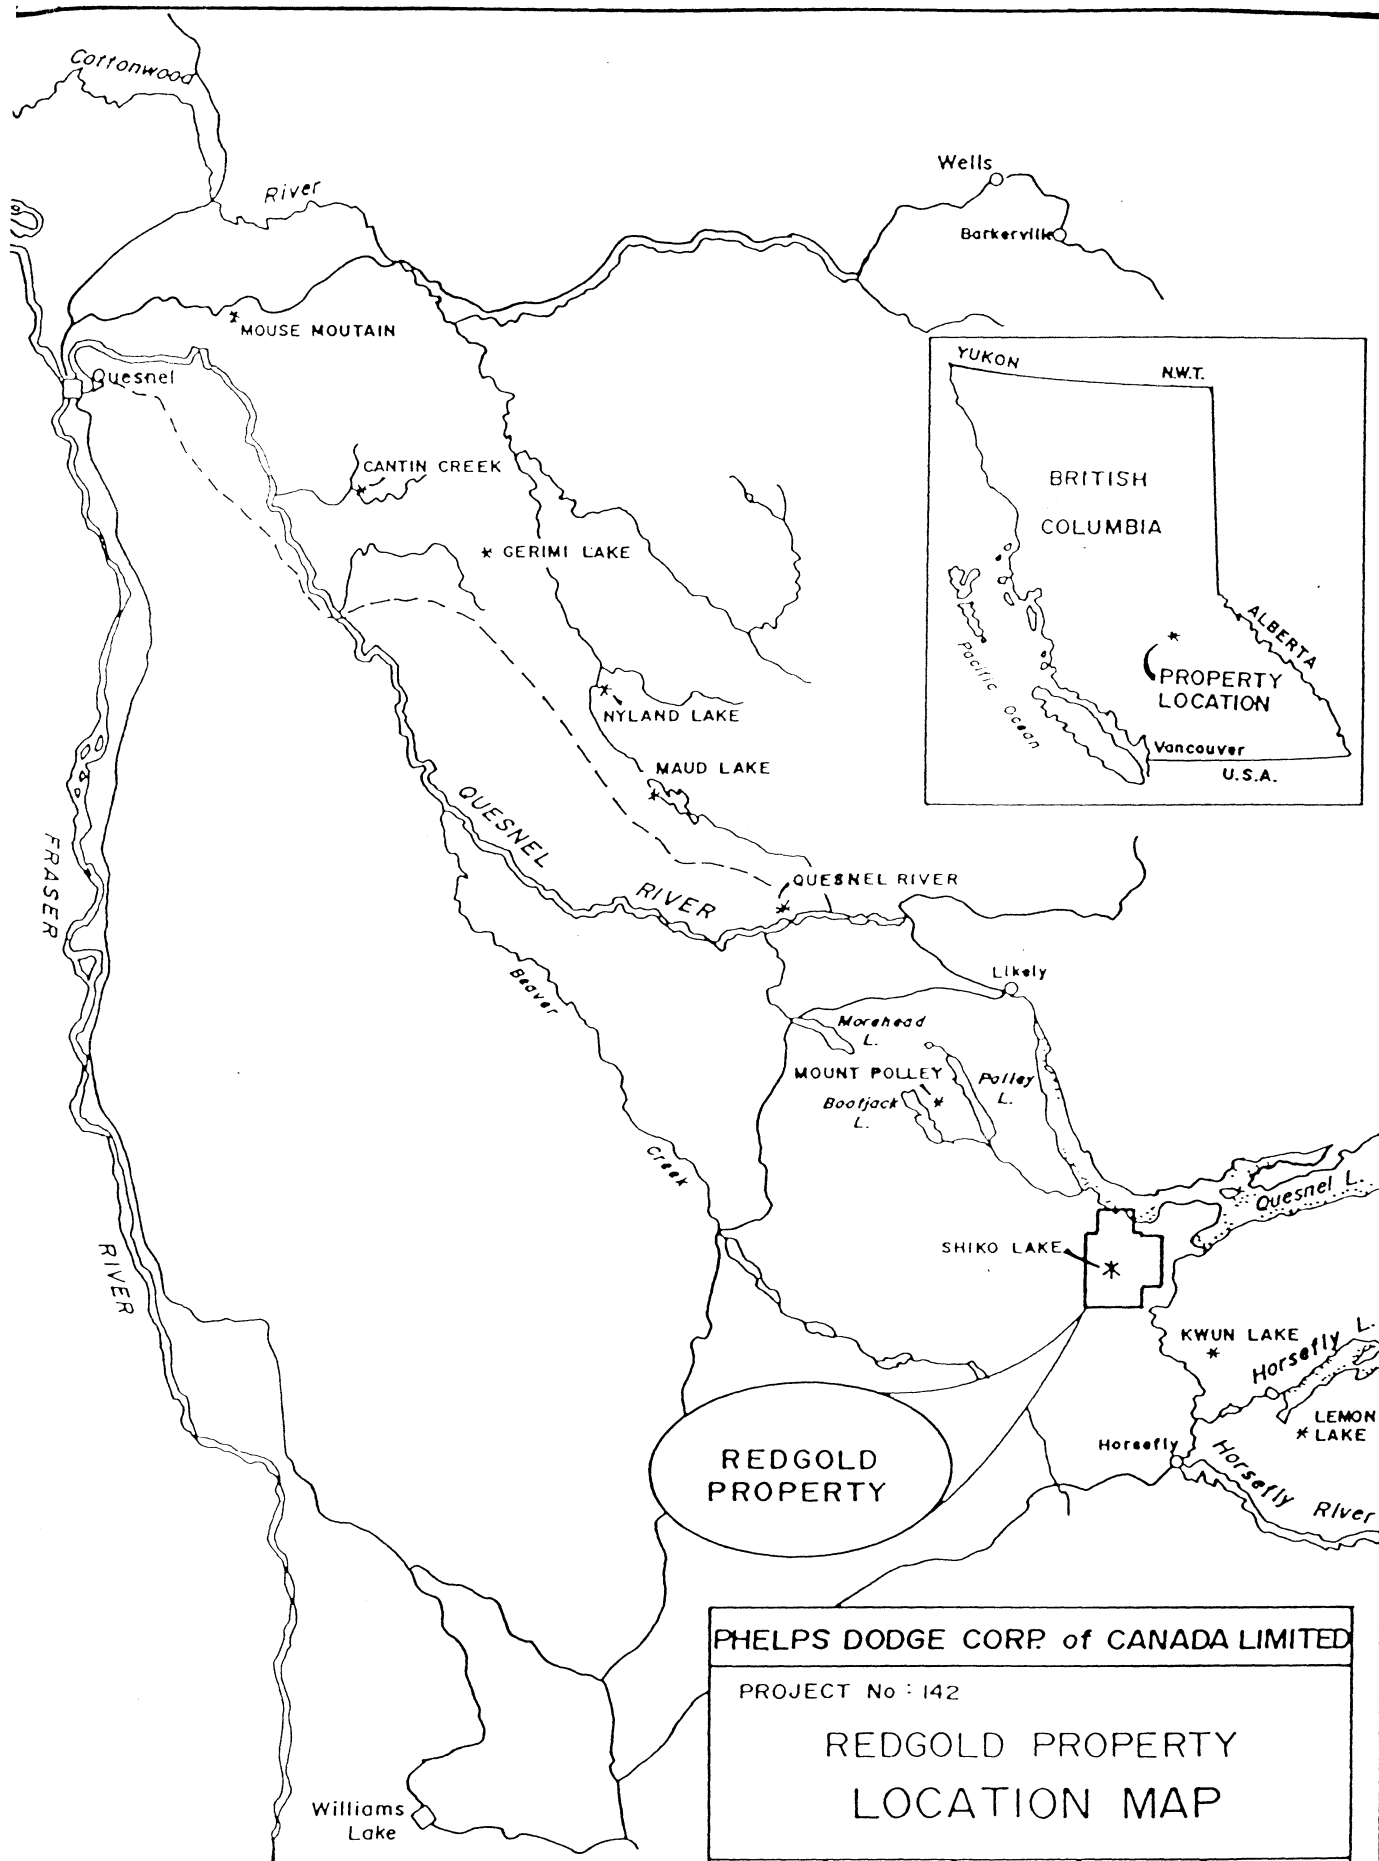 Cottonwood
River
Wells
Barkerville
MOUSE MOUTAIN
Quesnel
YUKON
N.W.T.
BRITISH
COLUMBIA
ALBERTA
Pacific Ocean
PROPERTY
LOCATION
Vancouver
U.S.A.
CANTIN CREEK
GERIMI LAKE
NYLAND LAKE
MAUD LAKE
QUESNEL
RIVER
QUESNEL RIVER
FRASER
RIVER
Beaver
Creek
Likely
Morehead
L.
MOUNT POLLEY
Polley
L.
Bootjack
L.
Quesnel L.
SHIKO LAKE
KWUN LAKE
Horsefly L.
LEMON
LAKE
Horsefly
Horsefly River
REDGOLD
PROPERTY
Williams
Lake
PHELPS DODGE CORP. of CANADA LIMITED
PROJECT No : 142
REDGOLD PROPERTY
LOCATION MAP